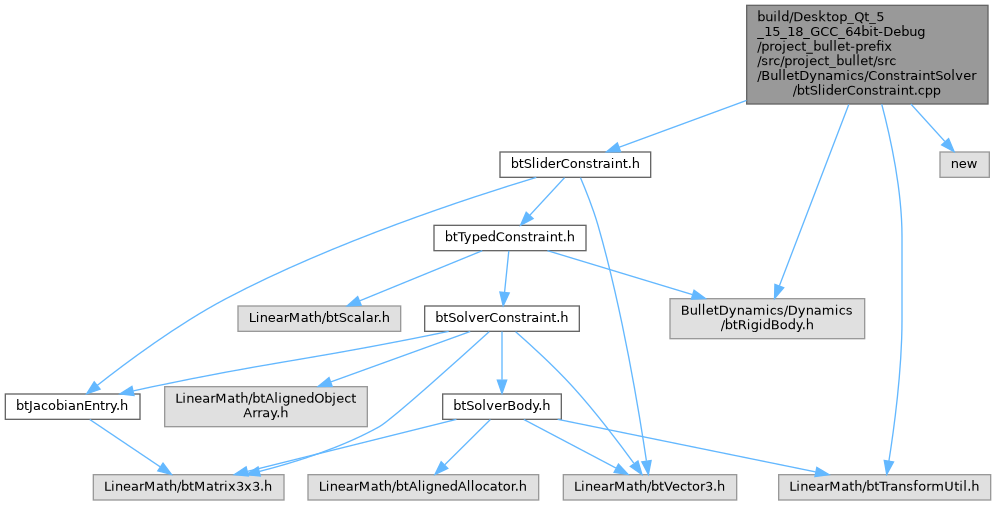 build/Desktop_Qt_5
_15_18_GCC_64bit-Debug
/project_bullet-prefix
/src/project_bullet/src
/BulletDynamics/ConstraintSolver
/btSliderConstraint.cpp
btSliderConstraint.h
new
btTypedConstraint.h
LinearMath/btScalar.h
btSolverConstraint.h
BulletDynamics/Dynamics
/btRigidBody.h
btJacobianEntry.h
LinearMath/btAlignedObject
Array.h
btSolverBody.h
LinearMath/btMatrix3x3.h
LinearMath/btAlignedAllocator.h
LinearMath/btVector3.h
LinearMath/btTransformUtil.h